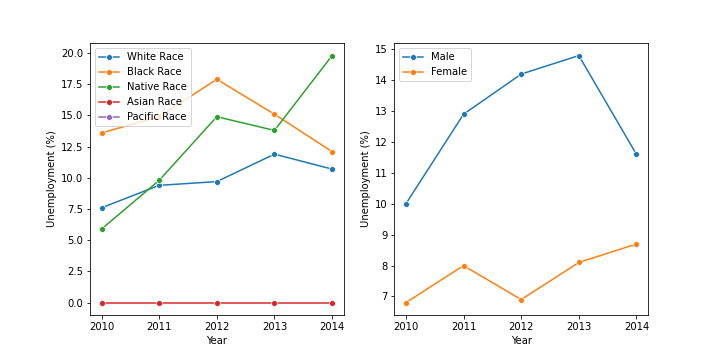 20.0
17.5
15.0
12.5
10.0
7.5
5.0
2.5
0.0
Unemployment (%)
White Race
Black Race
Native Race
Asian Race
Pacific Race
2010 2011 2012 2013 2014
Year
15
14
13
12
11
10
9
8
7
Unemployment (%)
Male
Female
2010 2011 2012 2013 2014
Year